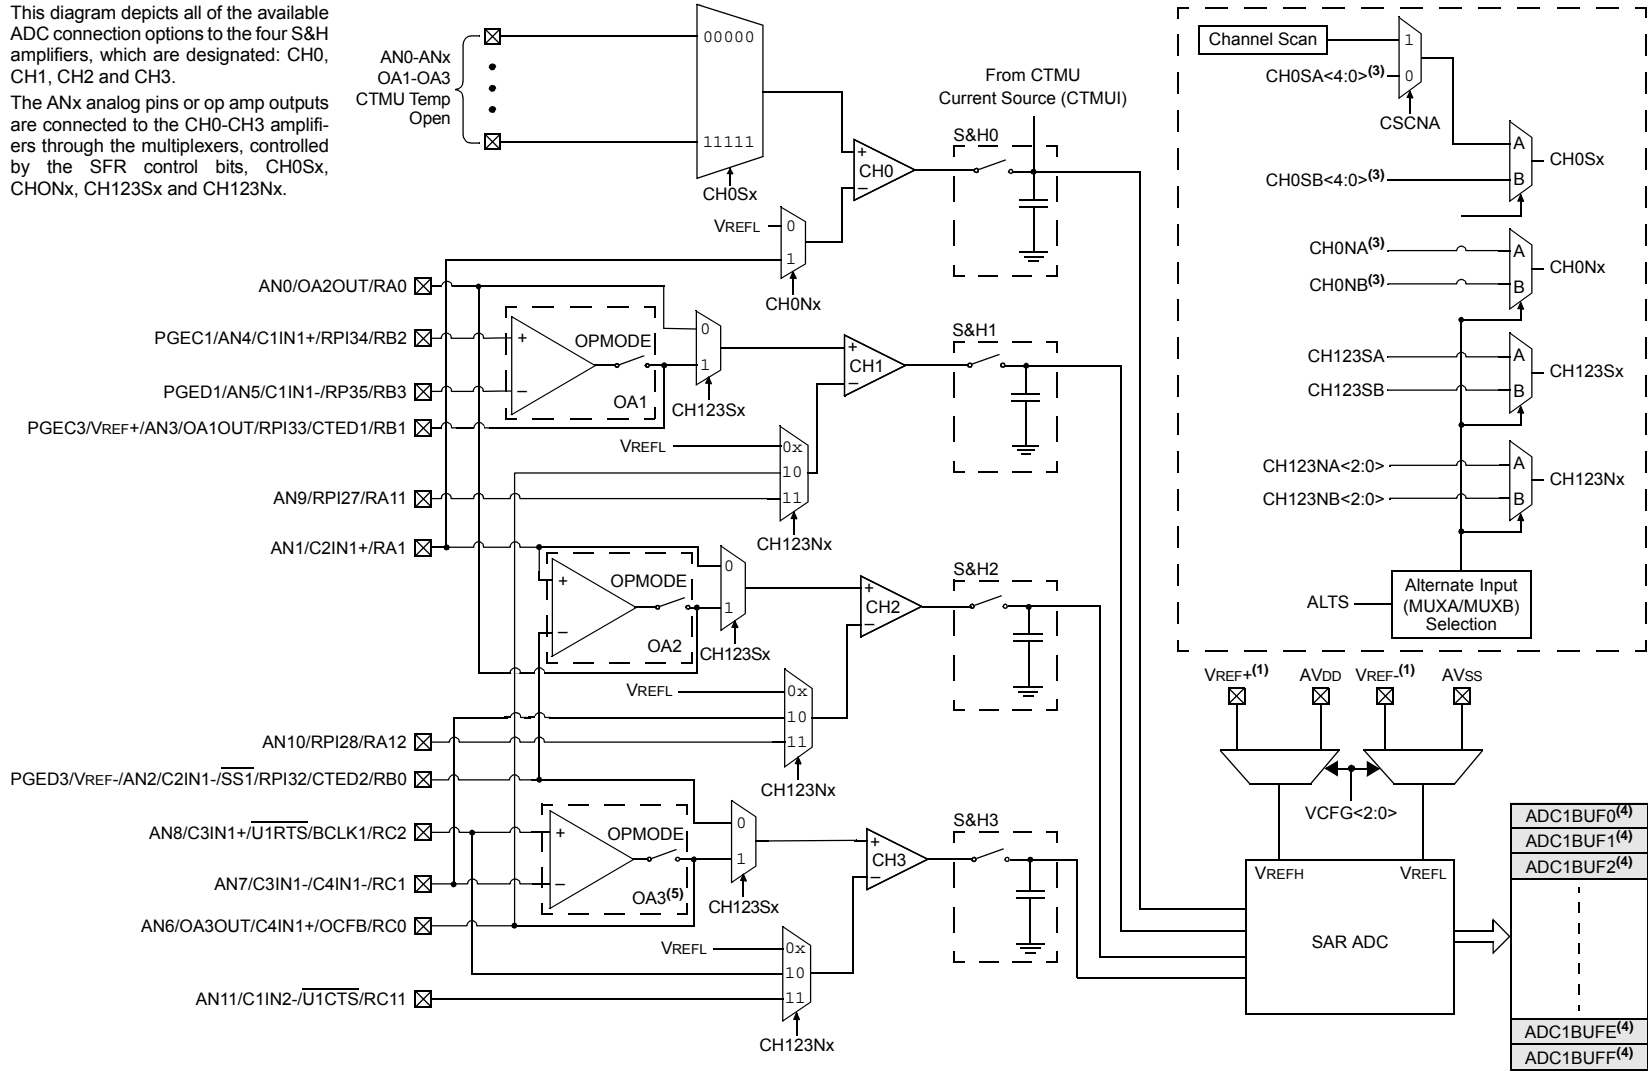 This diagram depicts all of the available
ADC connection options to the four S&H
amplifiers, which are designated: CH0,
CH1, CH2 and CH3.
The ANx analog pins or op amp outputs
are connected to the CH0-CH3 amplifi-
ers through the multiplexers, controlled
by the SFR control bits, CH0Sx,
CHONx, CH123Sx and CH123Nx.
AN0-ANx
OA1-OA3
CTMU Temp
Open
00000
11111
CH0Sx
From CTMU
Current Source (CTMUI)
+
−
CH0
S&H0
VREFL
0
1
CH0Nx
AN0/OA2OUT/RA0
PGEC1/AN4/C1IN1+/RPI34/RB2
PGED1/AN5/C1IN1-/RP35/RB3
PGEC3/VREF+/AN3/OA1OUT/RPI33/CTED1/RB1
+
−
OPMODE
OA1
0
1
CH123Sx
+
−
CH1
S&H1
VREFL
0x
10
11
CH123Nx
AN9/RPI27/RA11
AN1/C2IN1+/RA1
+
−
OPMODE
OA2
0
1
CH123Sx
+
−
CH2
S&H2
VREFL
0x
10
11
CH123Nx
AN10/RPI28/RA12
PGED3/VREF-/AN2/C2IN1-/SS1/RPI32/CTED2/RB0
AN8/C3IN1+/U1RTS/BCLK1/RC2
AN7/C3IN1-/C4IN1-/RC1
AN6/OA3OUT/C4IN1+/OCFB/RC0
+
−
OPMODE
OA3(5)
0
1
CH123Sx
+
−
CH3
S&H3
VREFL
0x
10
11
CH123Nx
AN11/C1IN2-/U1CTS/RC11
Channel Scan
1
CH0SA<4:0>(3)
0
CSCNA
A
CH0Sx
CH0SB<4:0>(3)
B
CH0NA(3)
A
CH0Nx
CH0NB(3)
B
CH123SA
A
CH123Sx
CH123SB
B
CH123NA<2:0>
A
CH123Nx
CH123NB<2:0>
B
ALTS
Alternate Input
(MUXA/MUXB)
Selection
VREF+(1)
AVDD
VREF-(1)
AVSS
VCFG<2:0>
VREFH
VREFL
SAR ADC
ADC1BUF0(4)
ADC1BUF1(4)
ADC1BUF2(4)
ADC1BUFE(4)
ADC1BUFF(4)